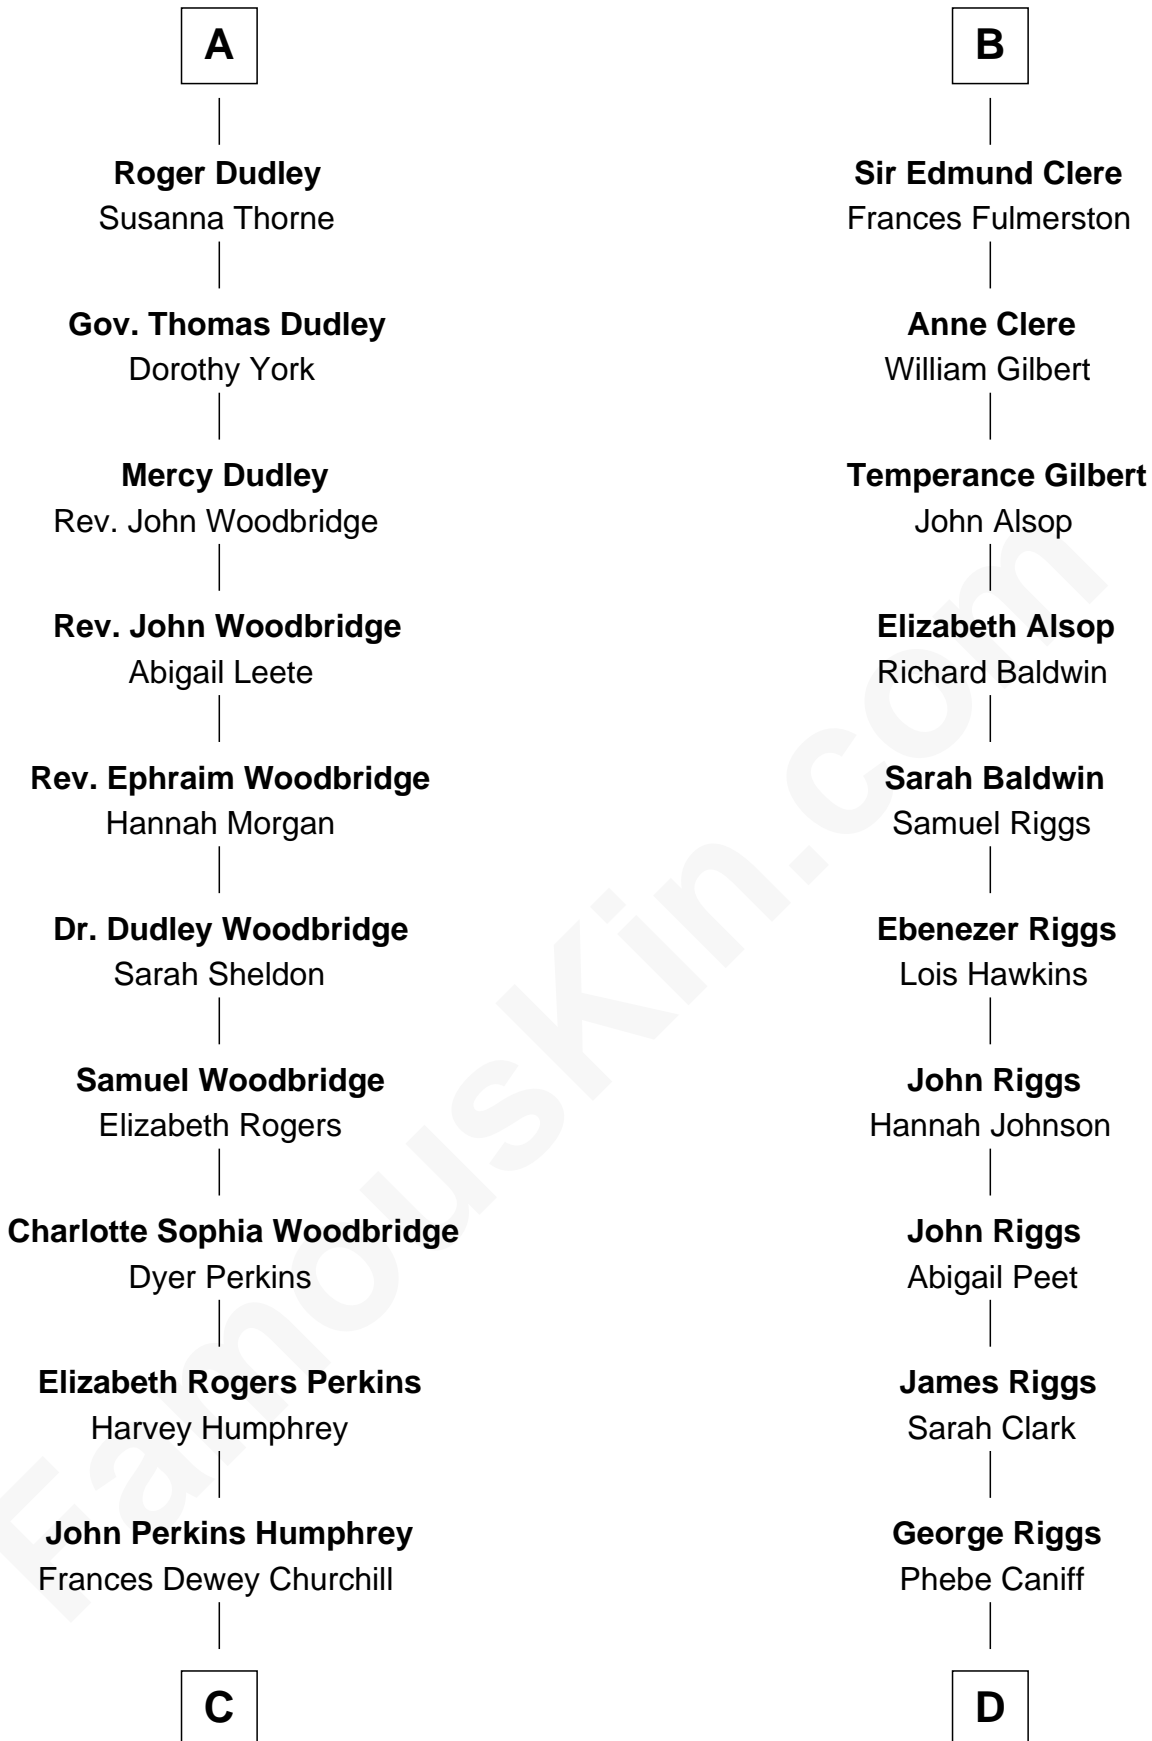 A
Roger Dudley
Susanna Thorne
Gov. Thomas Dudley
Dorothy York
Mercy Dudley
Rev. John Woodbridge
Rev. John Woodbridge
Abigail Leete
Rev. Ephraim Woodbridge
Hannah Morgan
Dr. Dudley Woodbridge
Sarah Sheldon
Samuel Woodbridge
Elizabeth Rogers
Charlotte Sophia Woodbridge
Dyer Perkins
Elizabeth Rogers Perkins
Harvey Humphrey
John Perkins Humphrey
Frances Dewey Churchill
C
B
Sir Edmund Clere
Frances Fulmerston
Anne Clere
William Gilbert
Temperance Gilbert
John Alsop
Elizabeth Alsop
Richard Baldwin
Sarah Baldwin
Samuel Riggs
Ebenezer Riggs
Lois Hawkins
John Riggs
Hannah Johnson
John Riggs
Abigail Peet
James Riggs
Sarah Clark
George Riggs
Phebe Caniff
D
FamousKin.com